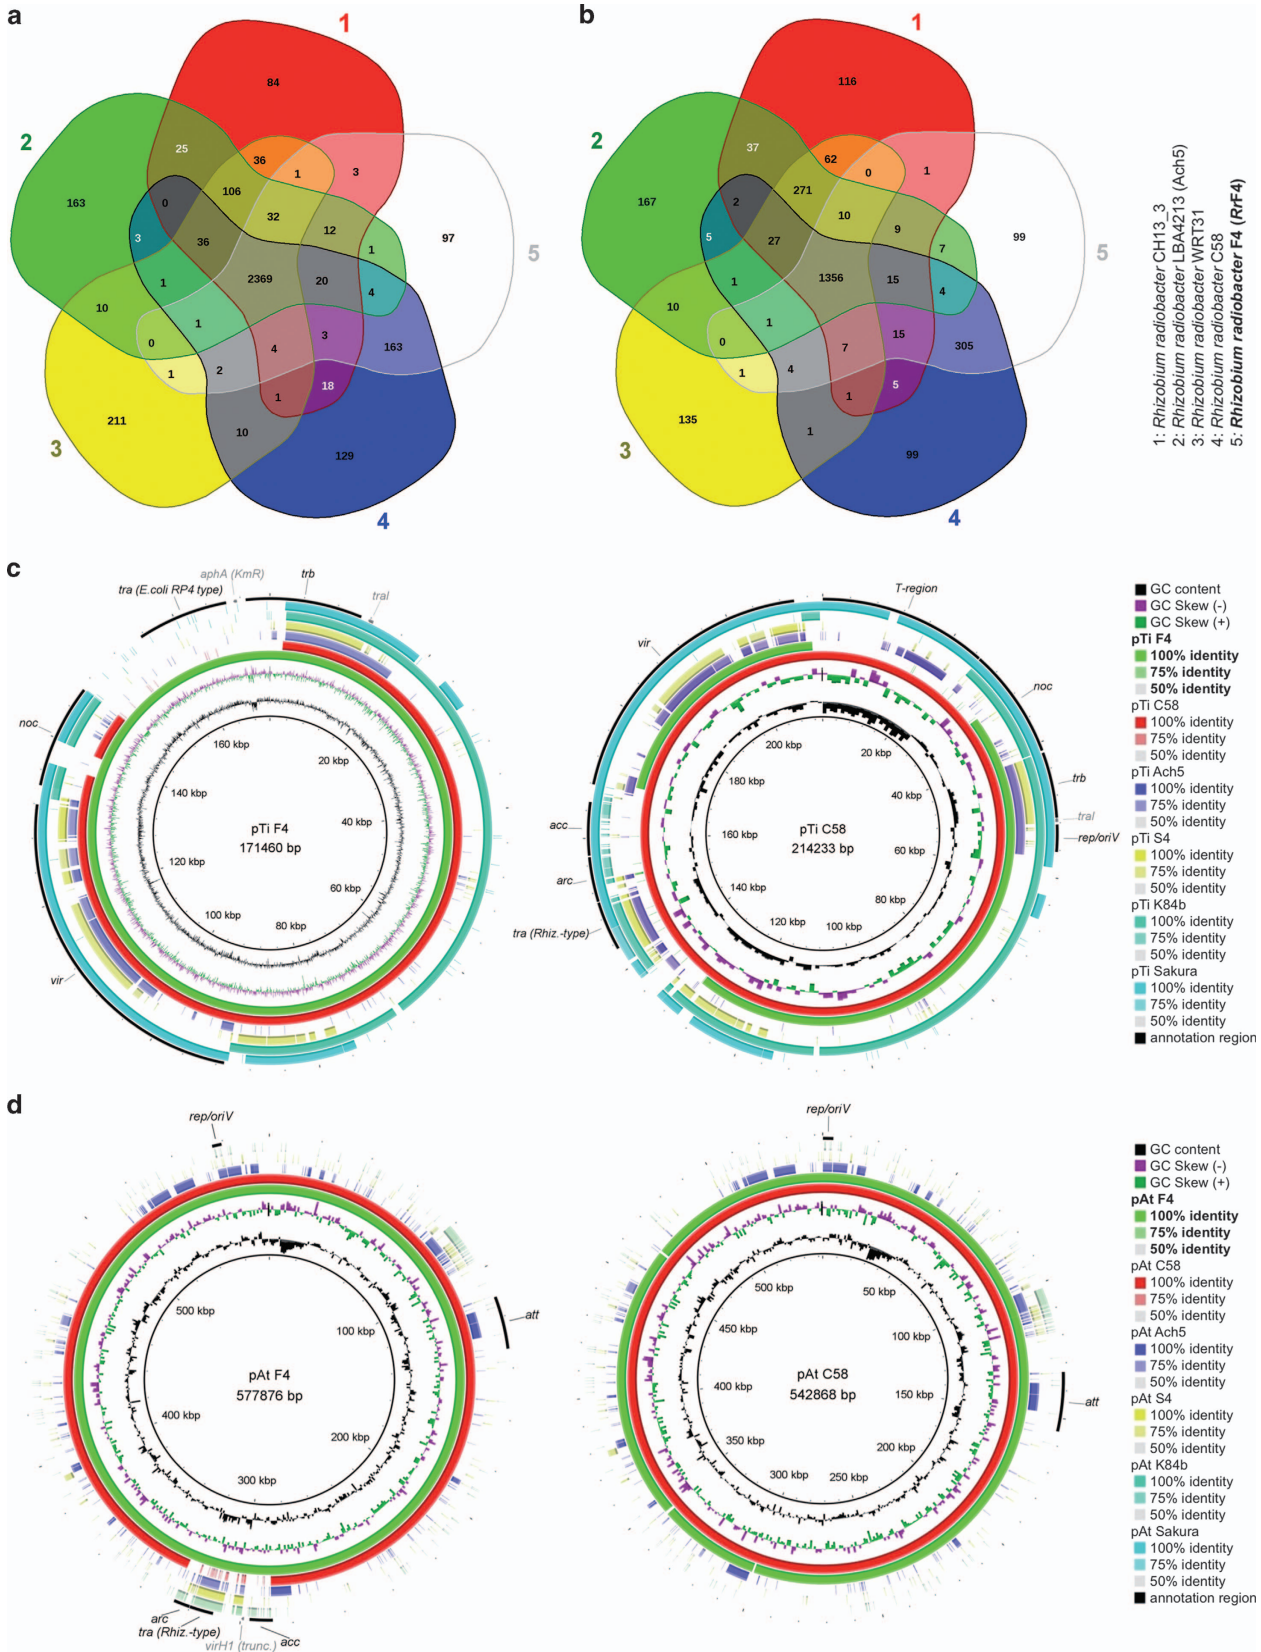 a
1
84
2
25
36
1
3
163
0
106
32
12
1
97
5
3
36
2369
20
4
1
10
1
0
4
3
163
1
2
18
211
1
3
10
129
4
b
1
116
2
37
62
0
1
167
2
271
10
9
7
99
5
5
27
1356
15
4
1
10
1
0
7
15
305
1
4
5
135
1
3
1
99
4
1: Rhizobium radiobacter CH13_3
2: Rhizobium radiobacter LBA4213 (Ach5)
3: Rhizobium radiobacter WRT31
4: Rhizobium radiobacter C58
5: Rhizobium radiobacter F4 (RrF4)
c
aphA (KmR)
tra (E.coli RP4 type)
trb
traI
noc
vir
160 kbp
20 kbp
140 kbp
40 kbp
pTi F4
171460 bp
120 kbp
60 kbp
100 kbp
80 kbp
T-region
vir
noc
trb
traI
rep/oriV
acc
arc
tra (Rhiz.-type)
200 kbp
20 kbp
180 kbp
40 kbp
160 kbp
pTi C58
214233 bp
60 kbp
140 kbp
80 kbp
120 kbp
100 kbp
GC content
GC Skew (-)
GC Skew (+)
pTi F4
100% identity
75% identity
50% identity
pTi C58
100% identity
75% identity
50% identity
pTi Ach5
100% identity
75% identity
50% identity
pTi S4
100% identity
75% identity
50% identity
pTi K84b
100% identity
75% identity
50% identity
pTi Sakura
100% identity
75% identity
50% identity
annotation region
d
rep/oriV
att
500 kbp
100 kbp
pAt F4
577876 bp
400 kbp
200 kbp
300 kbp
arc
tra (Rhiz.-type)
virH1 (trunc.)
acc
rep/oriV
att
500 kbp
50 kbp
450 kbp
100 kbp
pAt C58
542868 bp
400 kbp
150 kbp
350 kbp
200 kbp
300 kbp
250 kbp
GC content
GC Skew (-)
GC Skew (+)
pAt F4
100% identity
75% identity
50% identity
pAt C58
100% identity
75% identity
50% identity
pAt Ach5
100% identity
75% identity
50% identity
pAt S4
100% identity
75% identity
50% identity
pAt K84b
100% identity
75% identity
50% identity
pAt Sakura
100% identity
75% identity
50% identity
annotation region